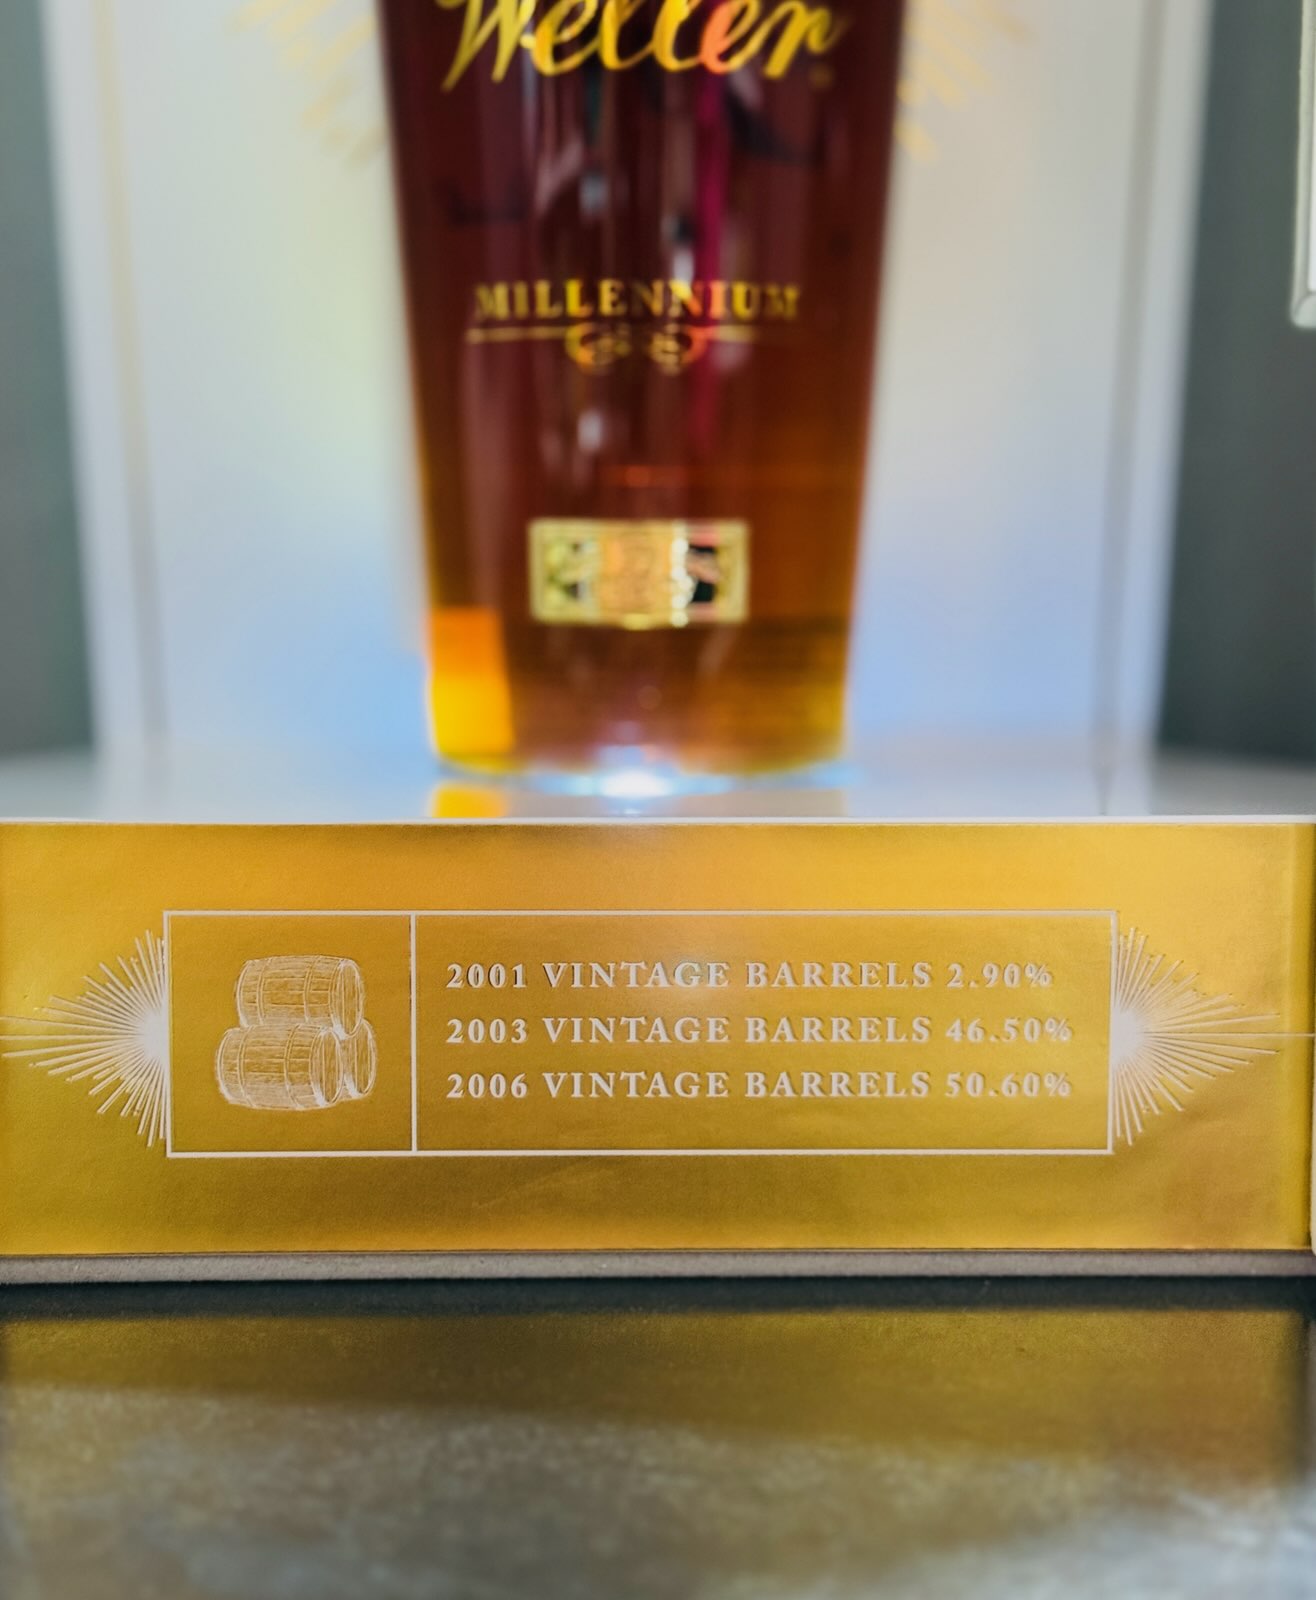 Weller
MILLENNIUM
2001 VINTAGE BARRELS 2.90%
2003 VINTAGE BARRELS 46.50%
2006 VINTAGE BARRELS 50.60%